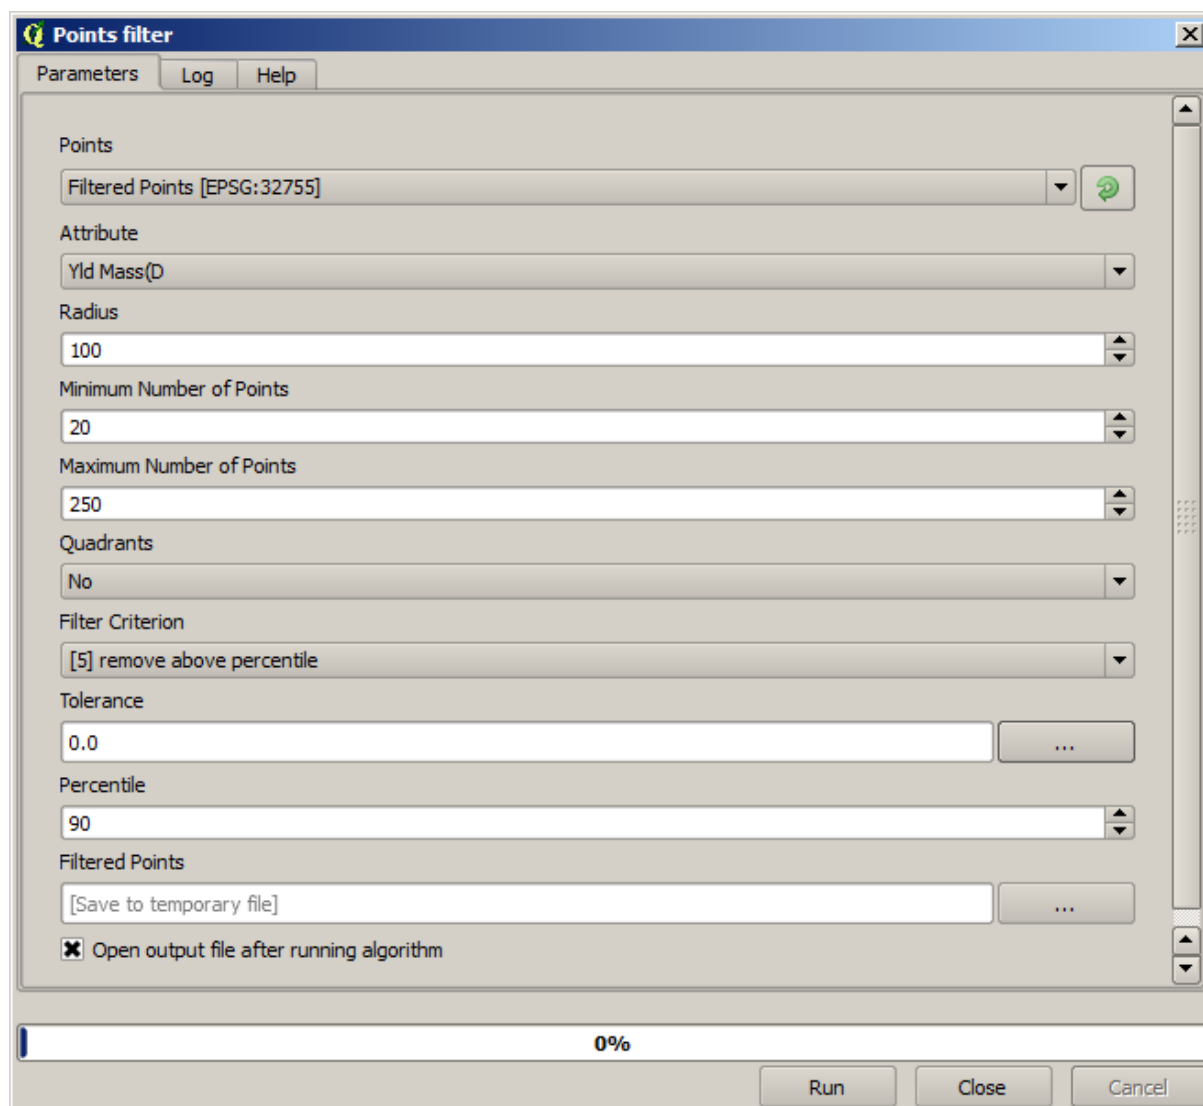 Points filter
Parameters Log Help
Points
Filtered Points [EPSG:32755]
Attribute
Yld Mass(D
Radius
100
Minimum Number of Points
20
Maximum Number of Points
250
Quadrants
No
Filter Criterion
[5] remove above percentile
Tolerance
0.0 ...
Percentile
90
Filtered Points
[Save to temporary file] ...
Open output file after running algorithm
0%
Run Close Cancel